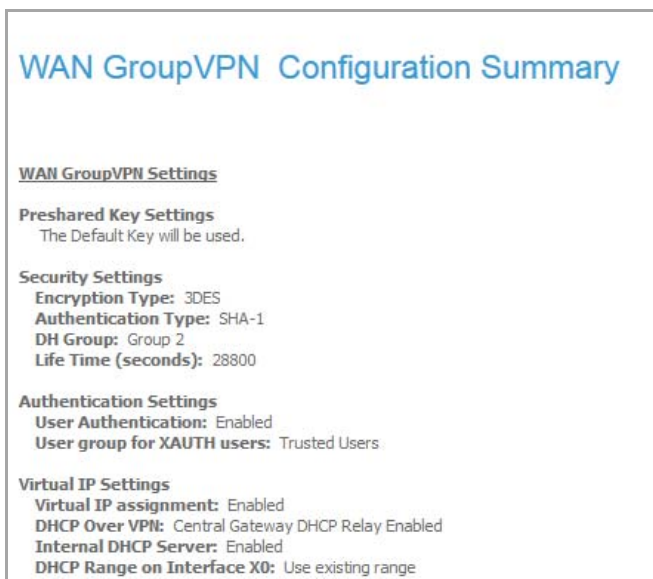 WAN GroupVPN Configuration Summary
WAN GroupVPN Settings
Preshared Key Settings
The Default Key will be used.
Security Settings
Encryption Type: 3DES
Authentication Type: SHA-1
DH Group: Group 2
Life Time (seconds): 28800
Authentication Settings
User Authentication: Enabled
User group for XAUTH users: Trusted Users
Virtual IP Settings
Virtual IP assignment: Enabled
DHCP Over VPN: Central Gateway DHCP Relay Enabled
Internal DHCP Server: Enabled
DHCP Range on Interface X0: Use existing range